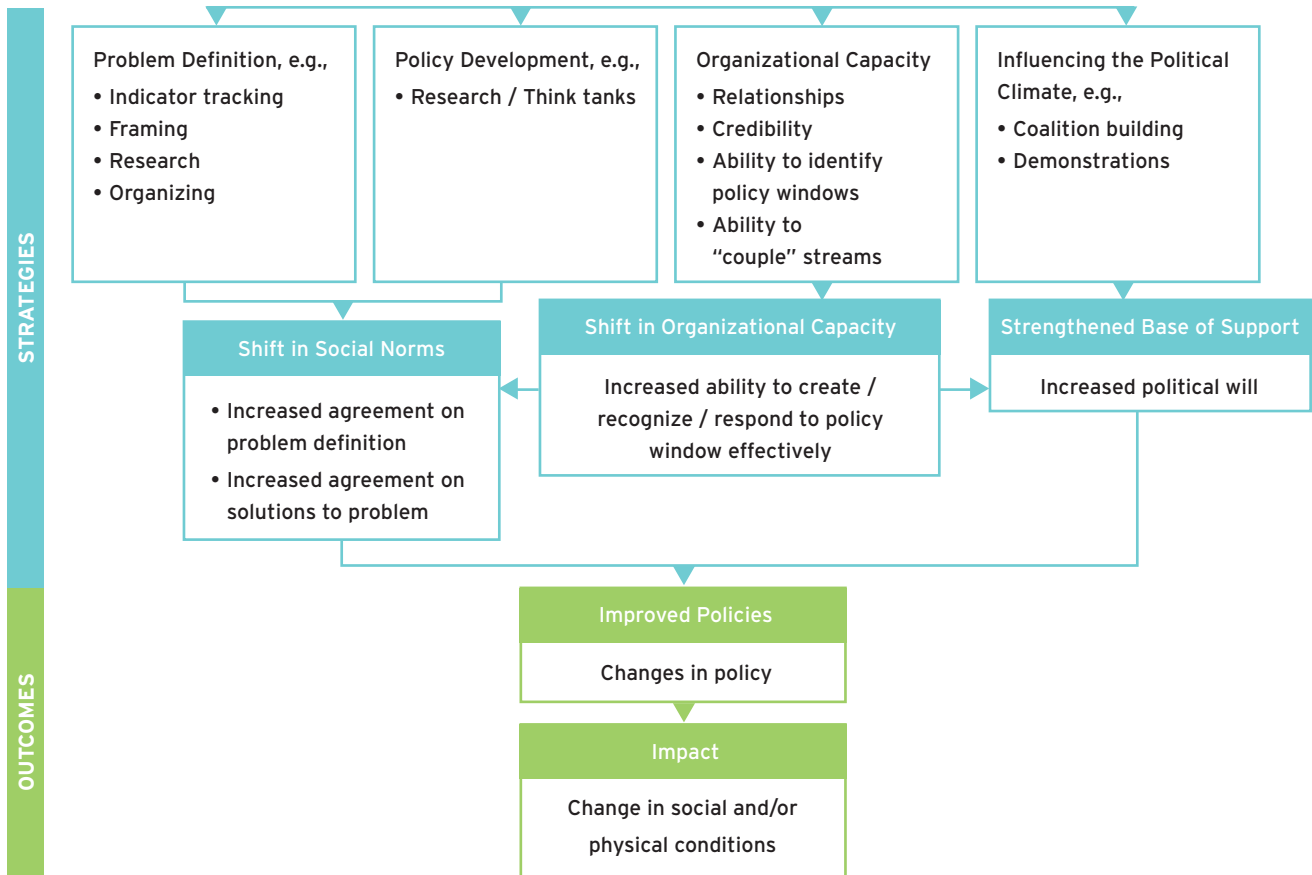 STRATEGIES
Problem Definition, e.g.,
• Indicator tracking
• Framing
• Research
• Organizing
Policy Development, e.g.,
• Research / Think tanks
Organizational Capacity
• Relationships
• Credibility
• Ability to identify
policy windows
• Ability to
“couple” streams
Influencing the Political
Climate, e.g.,
• Coalition building
• Demonstrations
Shift in Social Norms
• Increased agreement on
problem definition
• Increased agreement on
solutions to problem
Shift in Organizational Capacity
Increased ability to create /
recognize / respond to policy
window effectively
Strengthened Base of Support
Increased political will
OUTCOMES
Improved Policies
Changes in policy
Impact
Change in social and/or
physical conditions